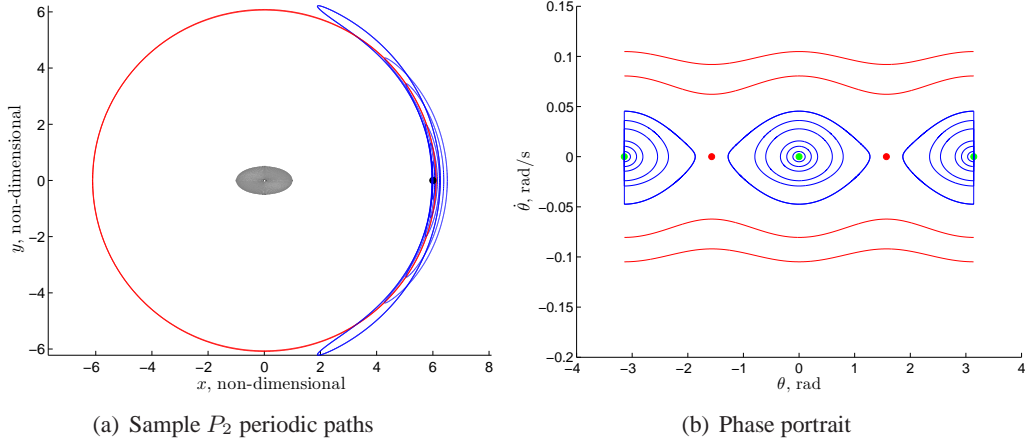 6
4
2
0
−2
−4
−6
y, non-dimensional
−6 −4 −2 0 2 4 6 8
x, non-dimensional
(a) Sample P₂ periodic paths
0.15
0.1
0.05
0
−0.05
−0.1
−0.15
−0.2
θ̇, rad/s
−4 −3 −2 −1 0 1 2 3 4
θ, rad
(b) Phase portrait